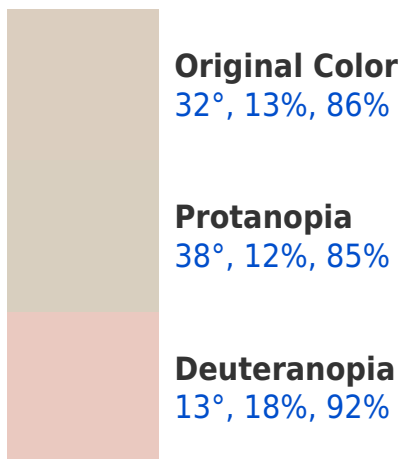 Original Color
32°, 13%, 86%
Protanopia
38°, 12%, 85%
Deuteranopia
13°, 18%, 92%